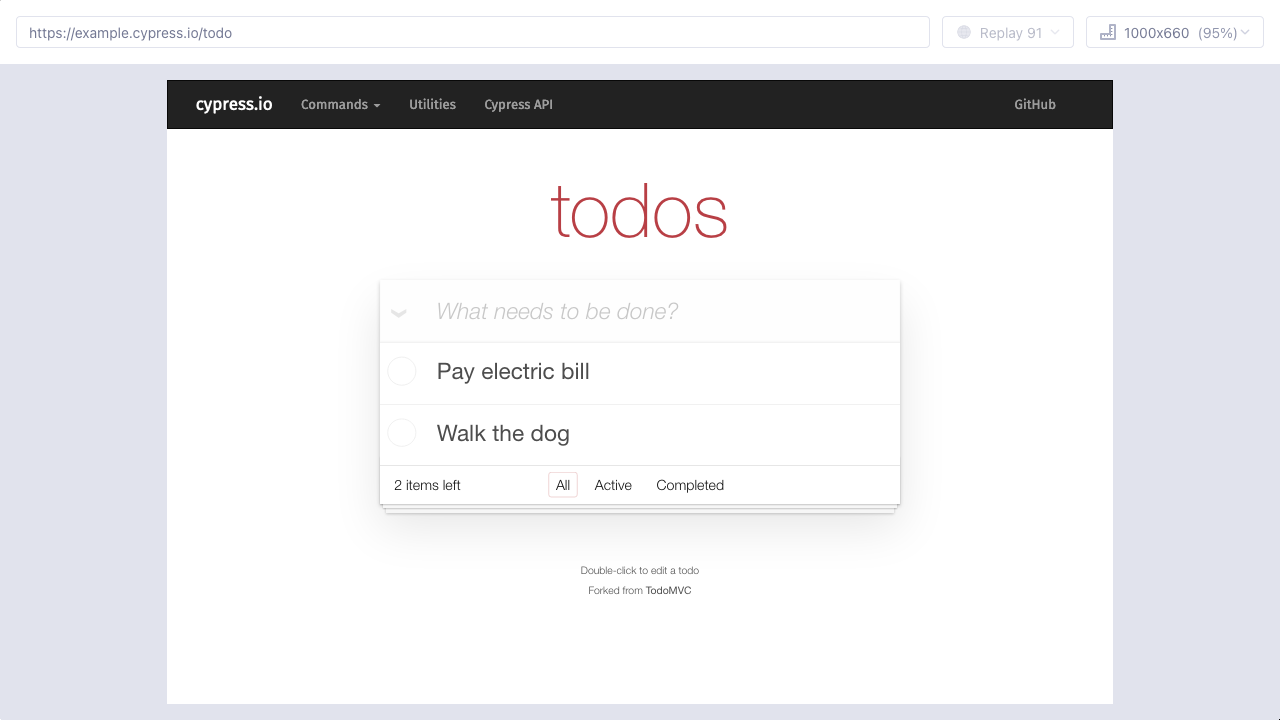 https://example.cypress.io/todo Replay 91 1000x660 (95%)
cypress.io Commands Utilities Cypress API GitHub
todos
What needs to be done?
Pay electric bill
Walk the dog
2 items left All Active Completed
Double-click to edit a todo
Forked from TodoMVC